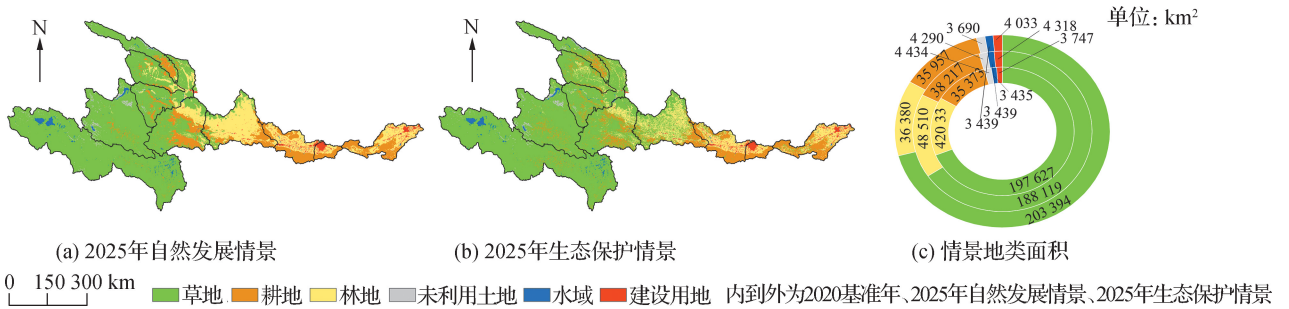 N
N
(a) 2025年自然发展情景
(b) 2025年生态保护情景
单位: km²
4 033
4 318
3 747
3 690
4 290
4 434
35 957
38 217
35 373
36 380
48 510
420 33
3 435
3 439
3 439
197 627
188 119
203 394
(c) 情景地类面积
0 150 300 km
草地 耕地 林地 未利用土地 水域 建设用地 内到外为2020基准年、2025年自然发展情景、2025年生态保护情景